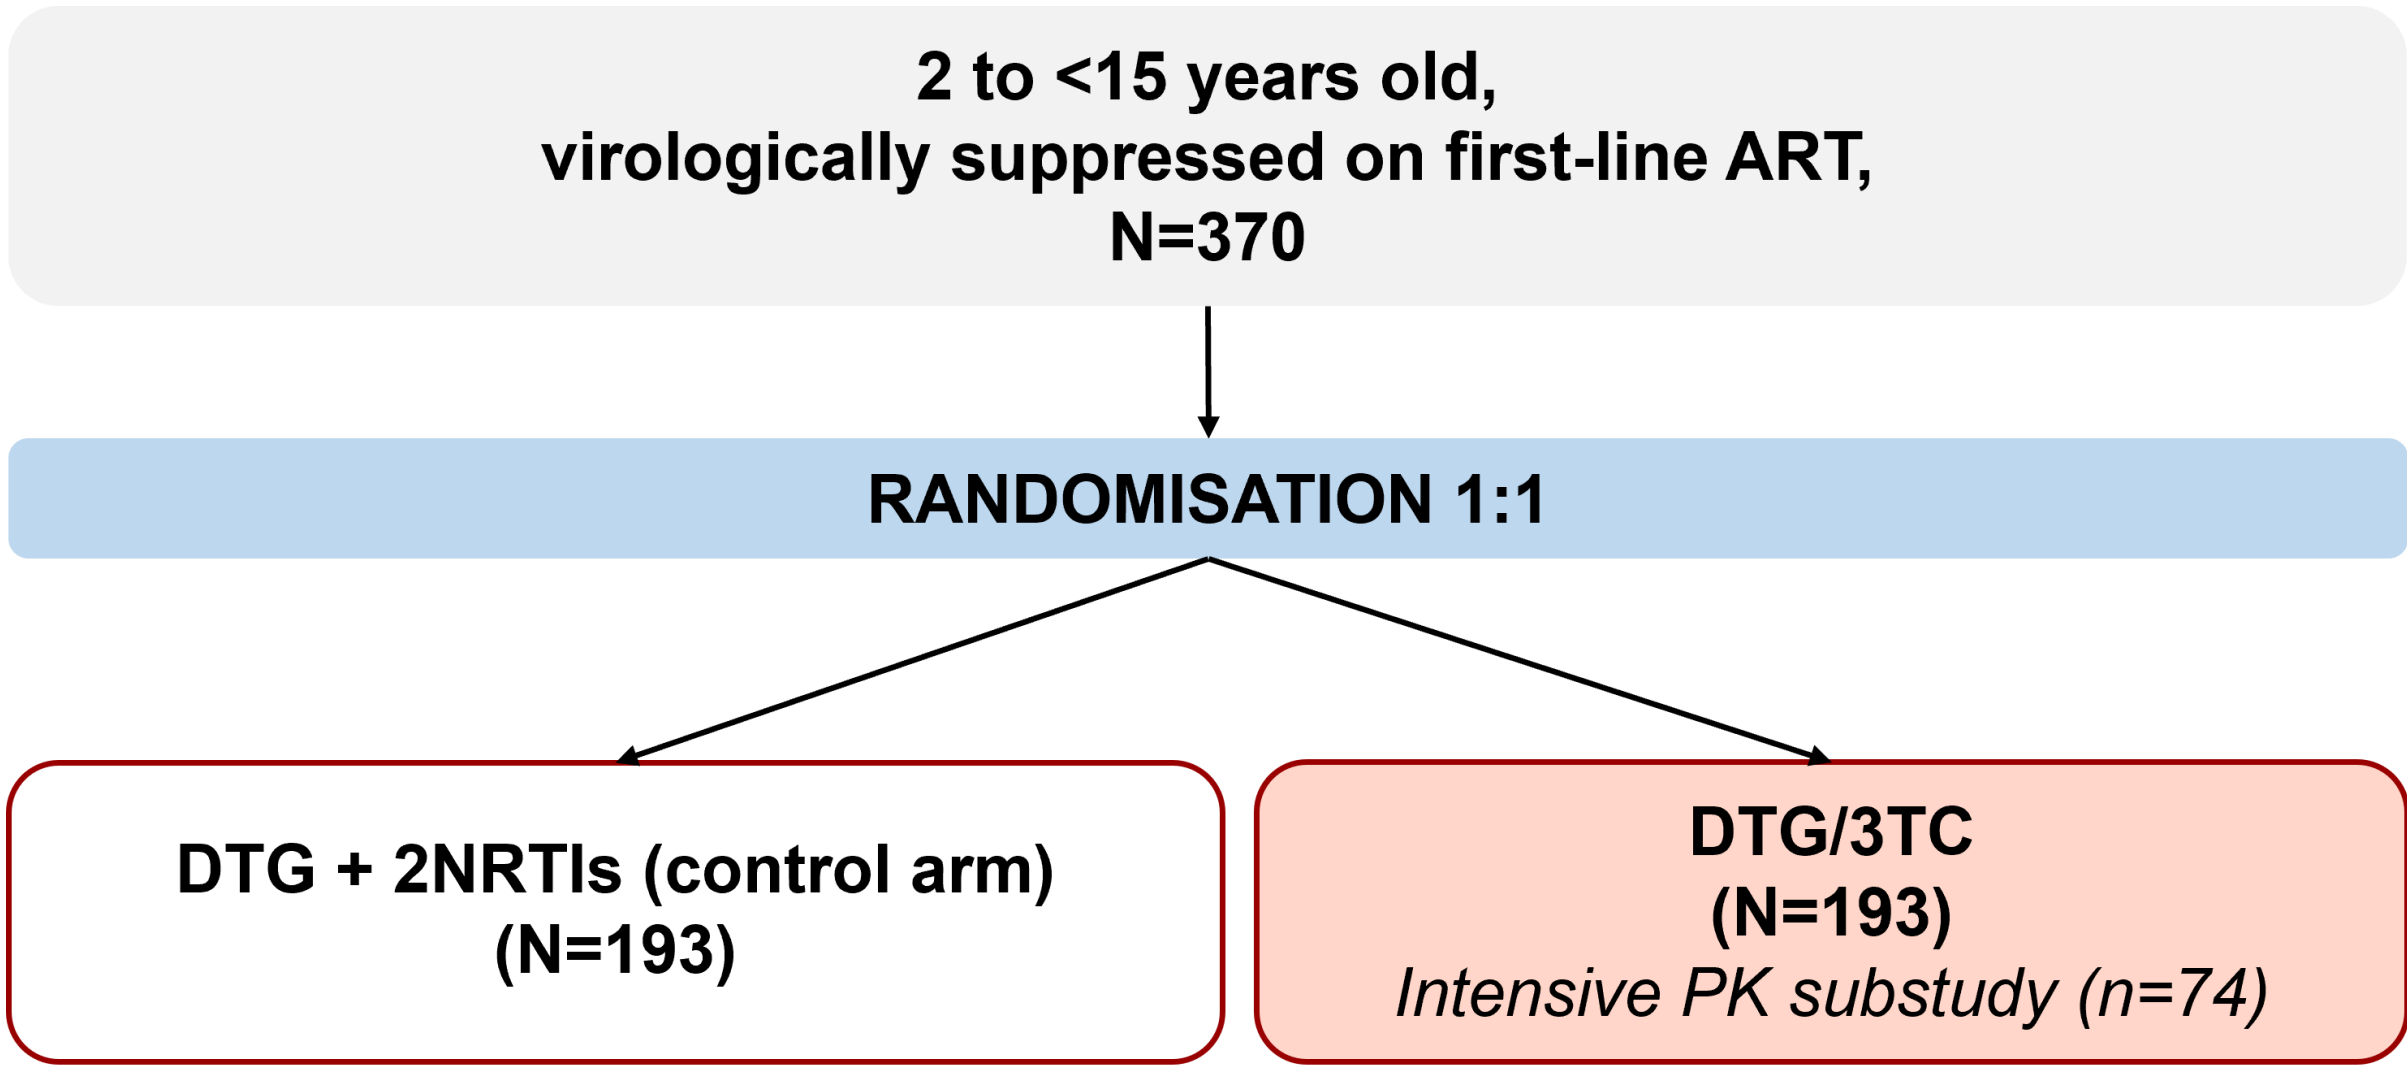 2 to <15 years old,
virologically suppressed on first-line ART,
N=370
RANDOMISATION 1:1
DTG + 2NRTIs (control arm)
(N=193)
DTG/3TC
(N=193)
Intensive PK substudy (n=74)